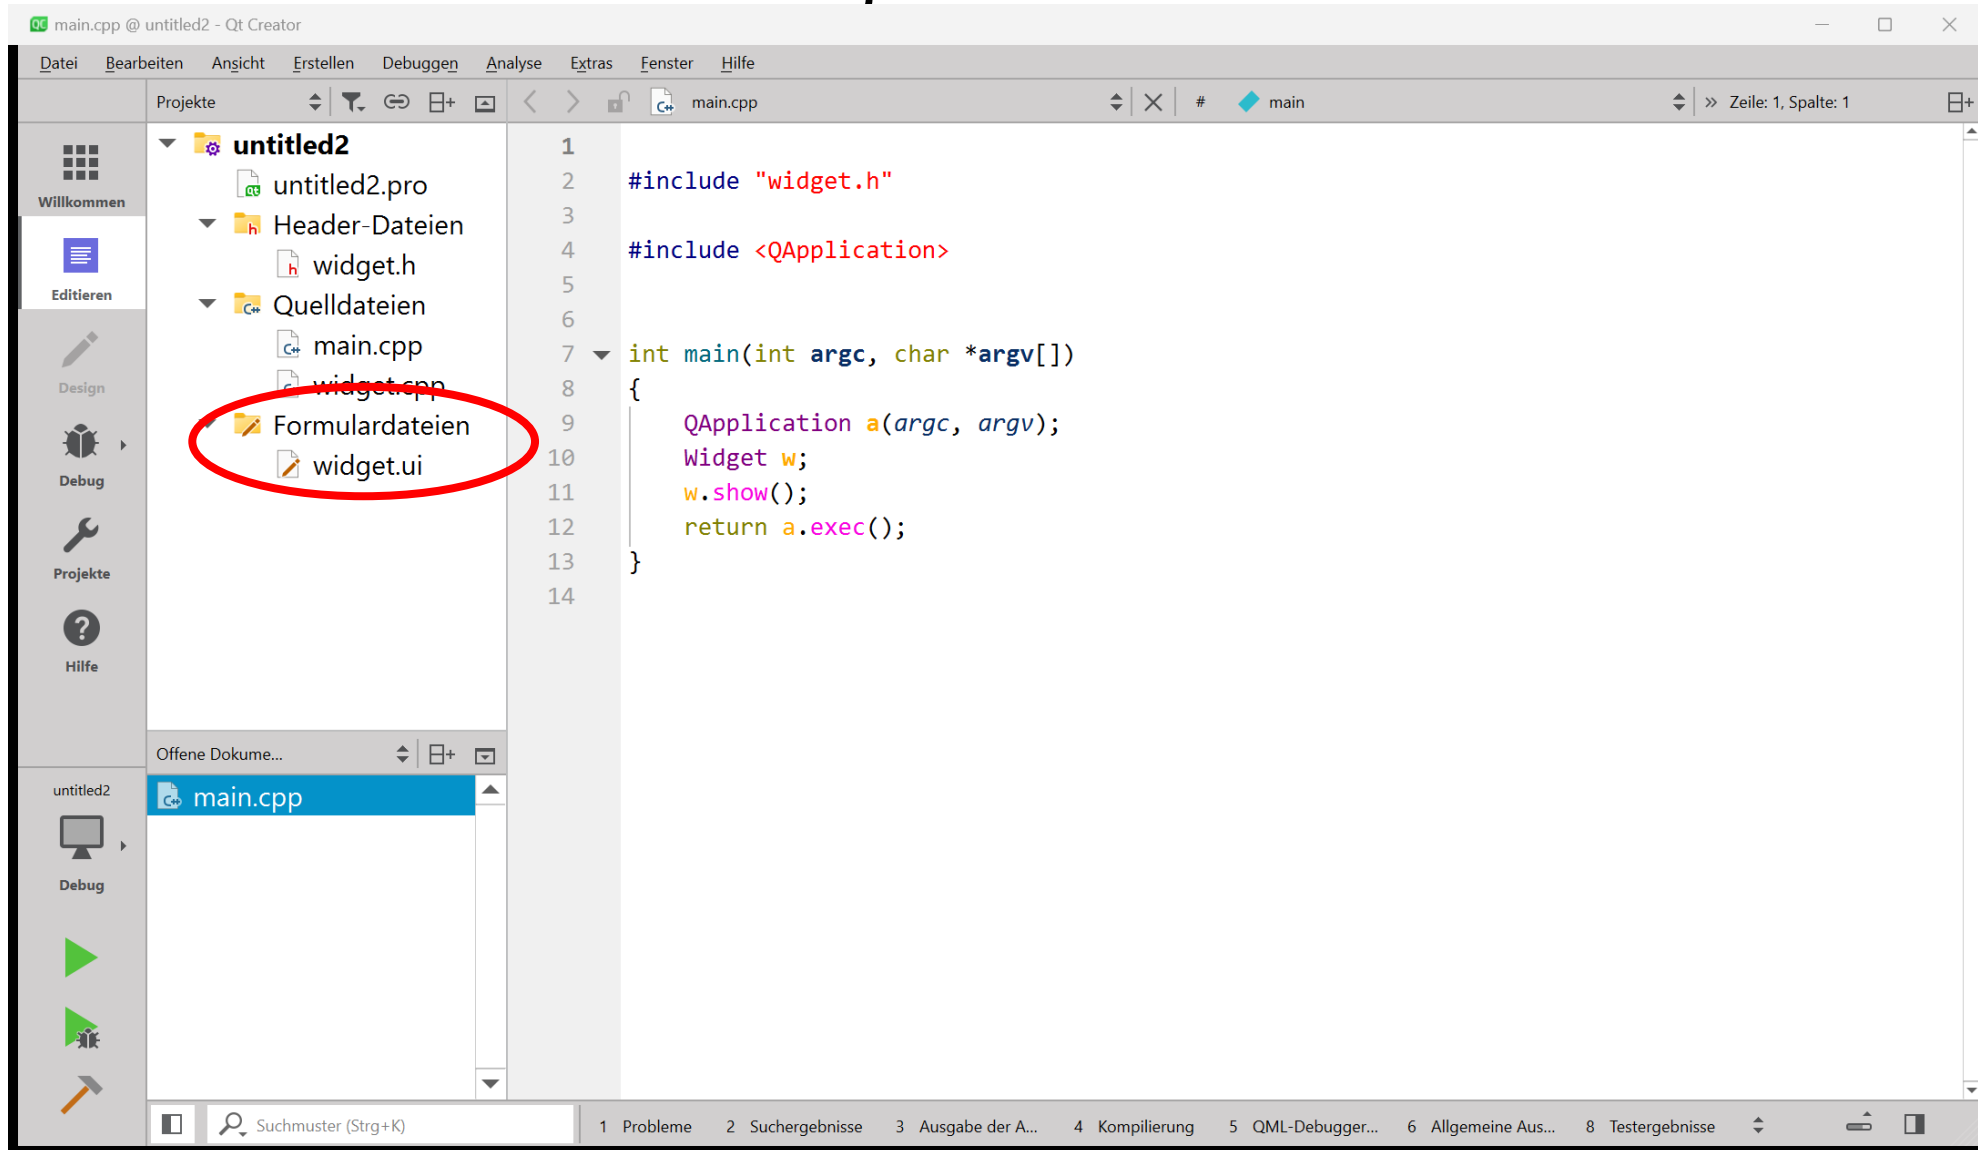 main.cpp @ untitled2 - Qt Creator
Datei Bearbeiten Ansicht Erstellen Debuggen Analyse Extras Fenster Hilfe
Projekte
main.cpp
# main
» Zeile: 1, Spalte: 1
Willkommen
Editieren
Design
Debug
Projekte
Hilfe
untitled2
Debug
untitled2
untitled2.pro
Header-Dateien
widget.h
Quelldateien
main.cpp
widget.cpp
Formulardateien
widget.ui
Offene Dokume...
main.cpp
1
2 #include "widget.h"
3
4 #include <QApplication>
5
6
7 int main(int argc, char *argv[])
8 {
9 QApplication a(argc, argv);
10 Widget w;
11 w.show();
12 return a.exec();
13 }
14
Suchmuster (Strg+K)
1 Probleme 2 Suchergebnisse 3 Ausgabe der A... 4 Kompilierung 5 QML-Debugger... 6 Allgemeine Aus... 8 Testergebnisse